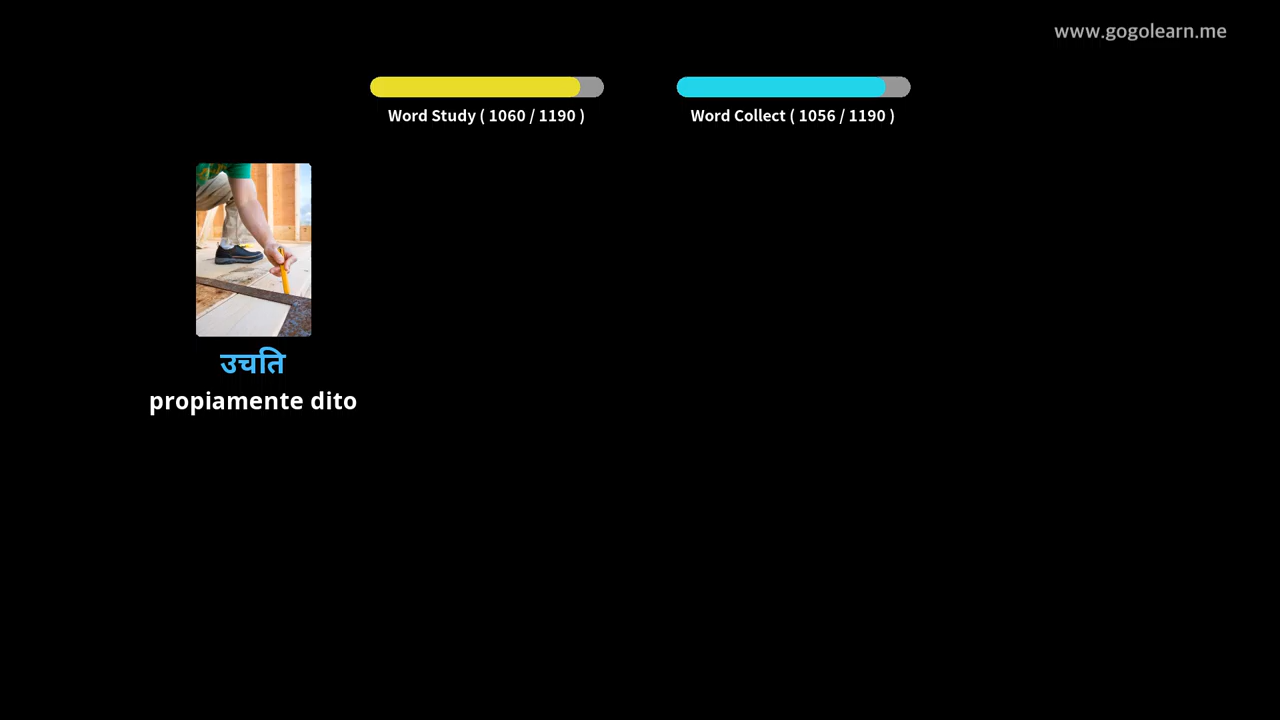 www.gogolearn.me
Word Study ( 1060 / 1190 )
Word Collect ( 1056 / 1190 )
उचति
propiamente dito